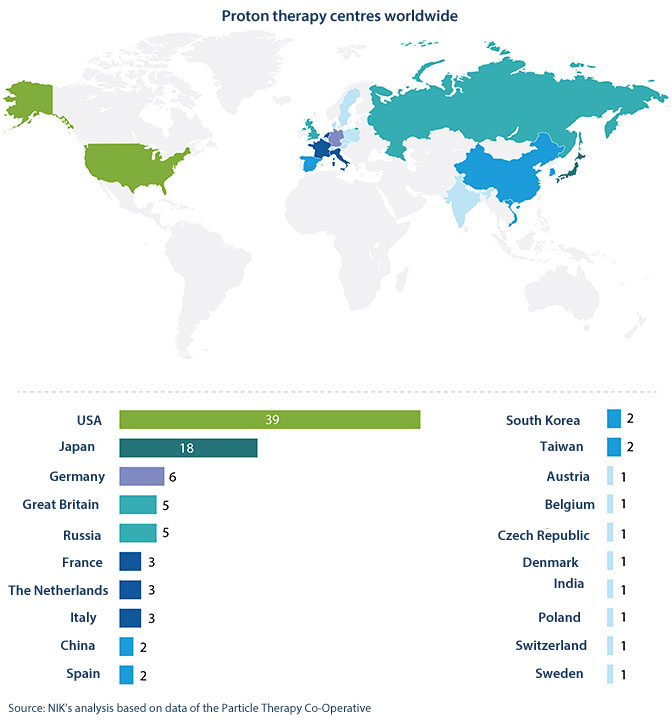 Proton therapy centres worldwide
USA 39
Japan 18
Germany 6
Great Britain 5
Russia 5
France 3
The Netherlands 3
Italy 3
China 2
Spain 2
South Korea 2
Taiwan 2
Austria 1
Belgium 1
Czech Republic 1
Denmark 1
India 1
Poland 1
Switzerland 1
Sweden 1
Source: NIK's analysis based on data of the Particle Therapy Co-Operative